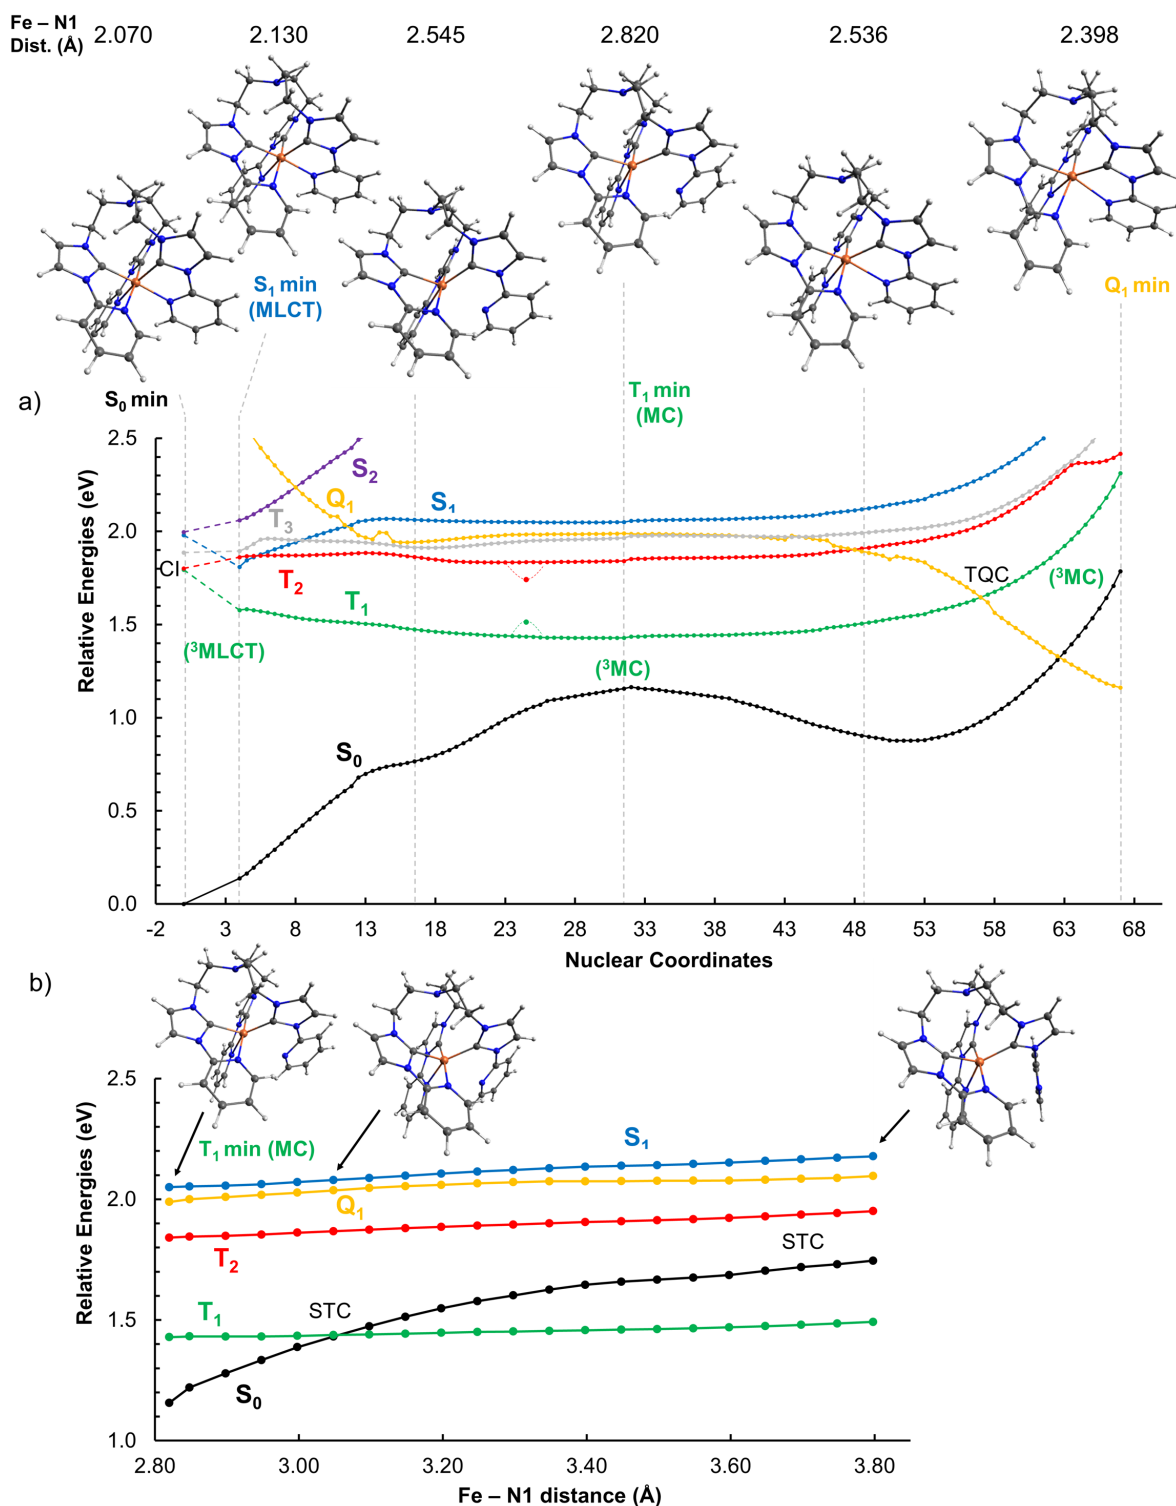 Fe – N1
Dist. (Å) 2.070 2.130 2.545 2.820 2.536 2.398
S1 min
(MLCT)
Q1 min
T1 min
(MC)
a)
S0 min
2.5
2.0
1.5
1.0
0.5
0.0
Relative Energies (eV)
S2
Q1
S1
T3
CI
T2
TQC
T1
(3MC)
(3MLCT)
(3MC)
S0
-2 3 8 13 18 23 28 33 38 43 48 53 58 63 68
Nuclear Coordinates
b)
2.5
2.0
1.5
1.0
Relative Energies (eV)
T1 min (MC)
S1
Q1
T2
STC
T1
STC
S0
2.80 3.00 3.20 3.40 3.60 3.80
Fe – N1 distance (Å)